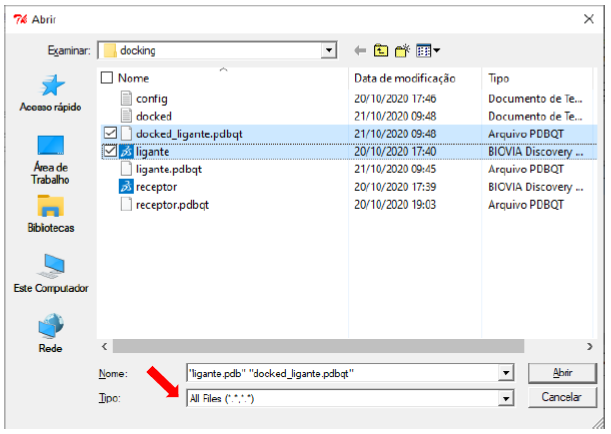 Abrir
Examinar: docking
Nome Data de modificação Tipo
config 20/10/2020 17:46 Documento de Te...
docked 21/10/2020 09:48 Documento de Te...
docked_ligante.pdbqt 21/10/2020 09:48 Arquivo PDBQT
ligante 20/10/2020 17:40 BIOVIA Discovery ...
ligante.pdbqt 21/10/2020 09:45 Arquivo PDBQT
receptor 20/10/2020 17:39 BIOVIA Discovery ...
receptor.pdbqt 20/10/2020 19:03 Arquivo PDBQT
Acesso rápido
Área de
Trabalho
Bibliotecas
Este Computador
Rede
Nome: "ligante.pdb" "docked_ligante.pdbqt" Abrir
Tipo: All Files (*.*,*.*) Cancelar